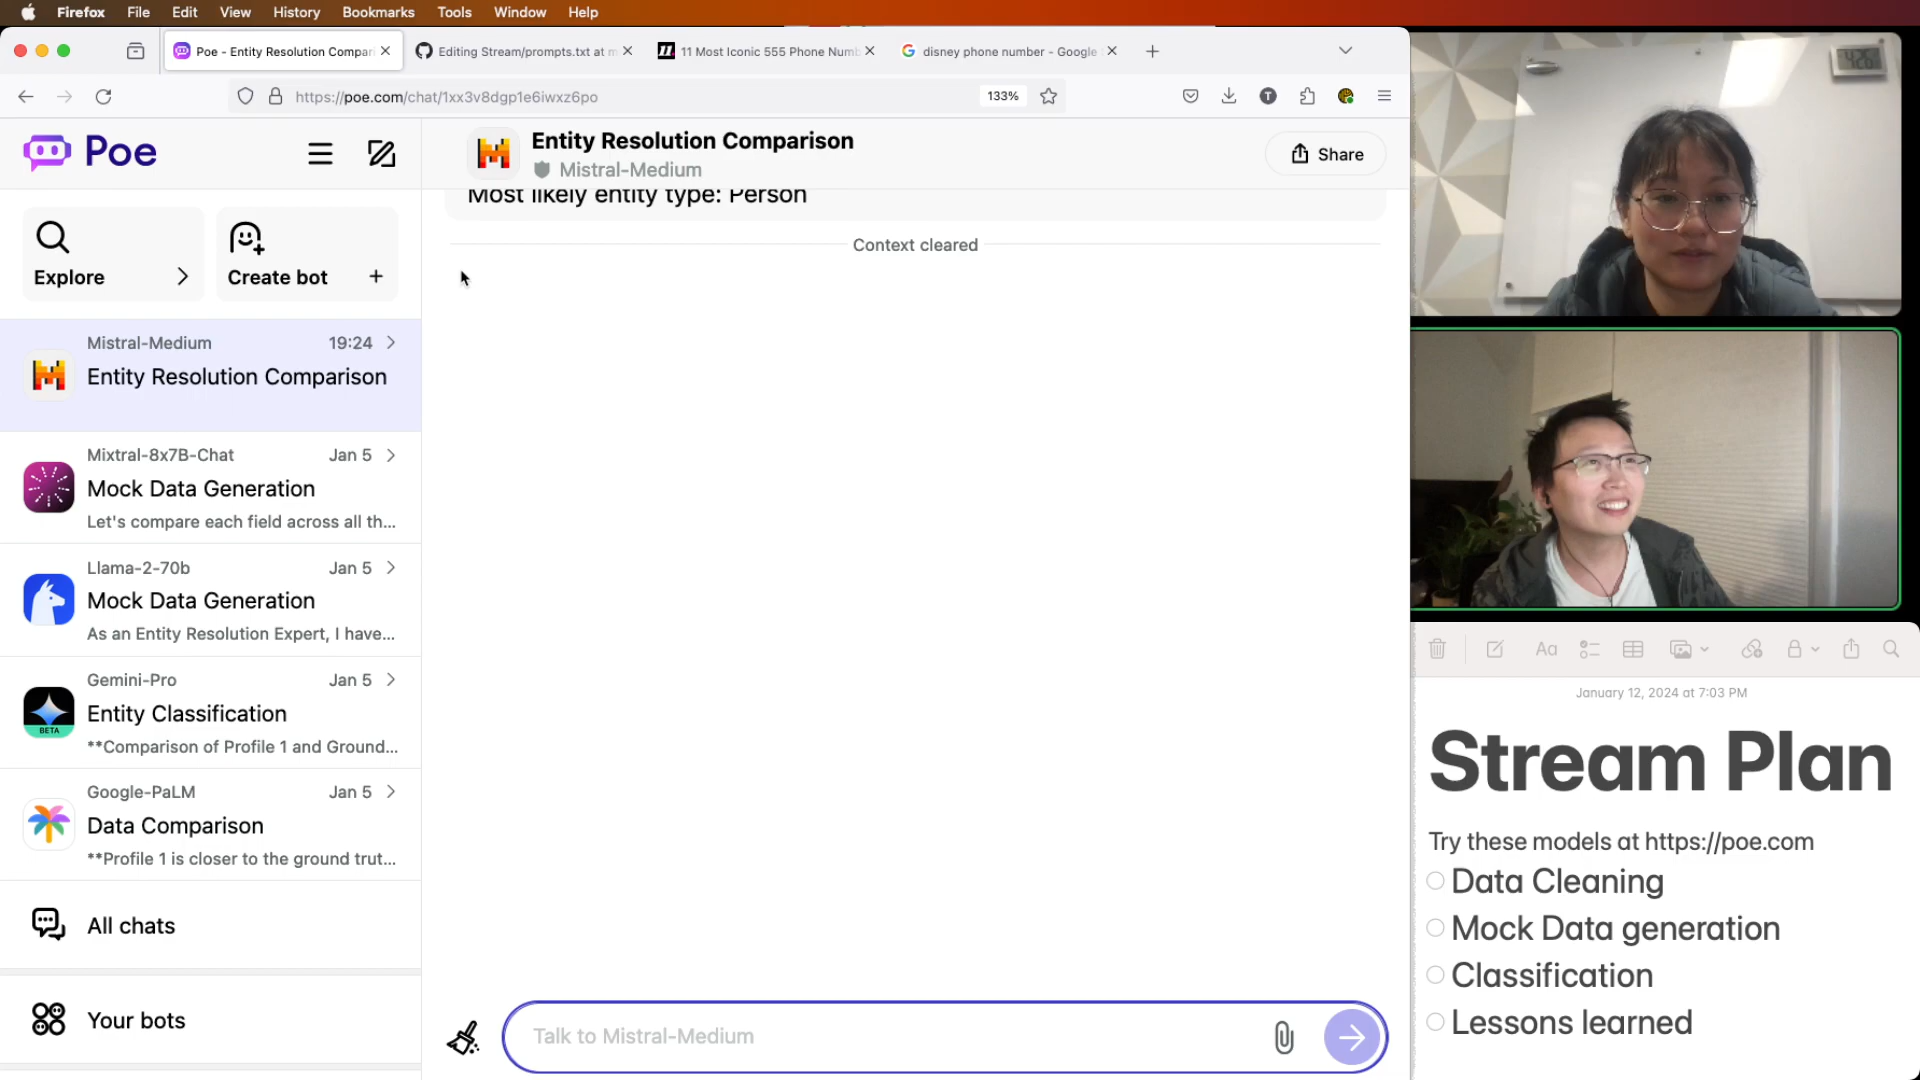 Firefox File Edit View History Bookmarks Tools Window Help
Poe - Entity Resolution Compari
Editing Stream/prompts.txt at m
11 Most Iconic 555 Phone Numb
disney phone number - Google
https://poe.com/chat/1xx3v8dgp1e6iwxz6po
133%
Poe
Explore
Create bot
Mistral-Medium 19:24
Entity Resolution Comparison
Mixtral-8x7B-Chat Jan 5
Mock Data Generation
Let's compare each field across all th...
Llama-2-70b Jan 5
Mock Data Generation
As an Entity Resolution Expert, I have...
Gemini-Pro Jan 5
Entity Classification
**Comparison of Profile 1 and Ground...
BETA
Google-PaLM Jan 5
Data Comparison
**Profile 1 is closer to the ground trut...
All chats
Your bots
Entity Resolution Comparison
Mistral-Medium
Share
Most likely entity type: Person
Context cleared
Talk to Mistral-Medium
Aa
January 12, 2024 at 7:03 PM
Stream Plan
Try these models at https://poe.com
Data Cleaning
Mock Data generation
Classification
Lessons learned